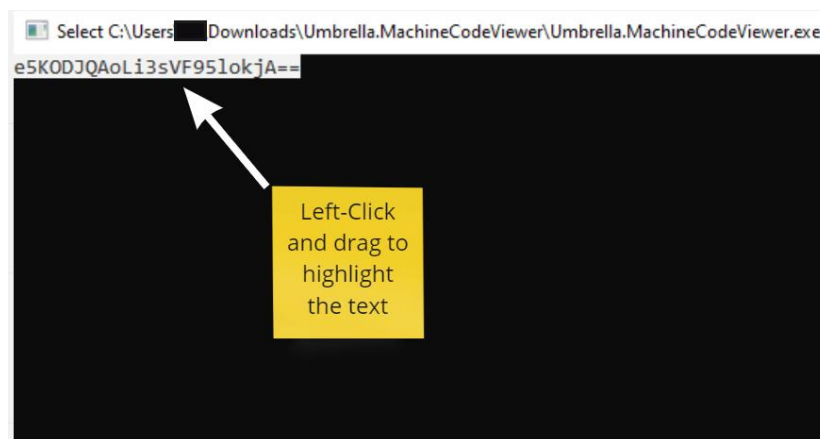 Select C:\Users Downloads\Umbrella.MachineCodeViewer\Umbrella.MachineCodeViewer.exe
e5KODJQAoLi3sVF95lokjA==
Left-Click
and drag to
highlight
the text